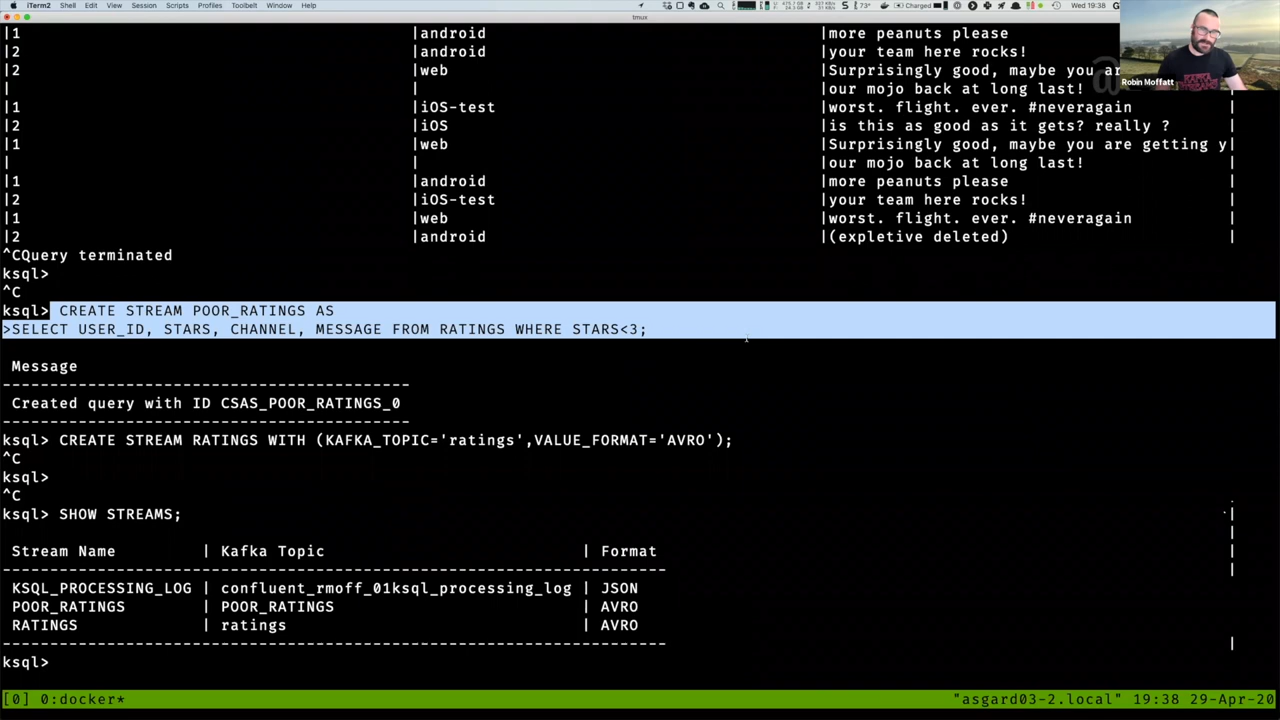 iTerm2 Shell Edit View Session Scripts Profiles Toolbelt Window Help Charged Wed 19:38
tmux
|1 |android |more peanuts please
|2 |android |your team here rocks!
|2 |web |Surprisingly good, maybe you ar
| | |our mojo back at long last!
|1 |iOS-test |worst. flight. ever. #neveragain
|2 |iOS |is this as good as it gets? really ? |
|1 |web |Surprisingly good, maybe you are getting y|
| | |our mojo back at long last! |
|1 |android |more peanuts please |
|2 |iOS-test |your team here rocks! |
|1 |web |worst. flight. ever. #neveragain |
|2 |android |(expletive deleted) |
^CQuery terminated
ksql>
^C
ksql> CREATE STREAM POOR_RATINGS AS
>SELECT USER_ID, STARS, CHANNEL, MESSAGE FROM RATINGS WHERE STARS<3;
Message
--------------------------------------------
Created query with ID CSAS_POOR_RATINGS_0
--------------------------------------------
ksql> CREATE STREAM RATINGS WITH (KAFKA_TOPIC='ratings',VALUE_FORMAT='AVRO');
^C
ksql>
^C
ksql> SHOW STREAMS;
Stream Name | Kafka Topic | Format
----------------------------------------------------------------------
KSQL_PROCESSING_LOG | confluent_rmoff_01ksql_processing_log | JSON
POOR_RATINGS | POOR_RATINGS | AVRO
RATINGS | ratings | AVRO
----------------------------------------------------------------------
ksql>
[0] 0:docker* "asgard03-2.local" 19:38 29-Apr-20
Robin Moffatt